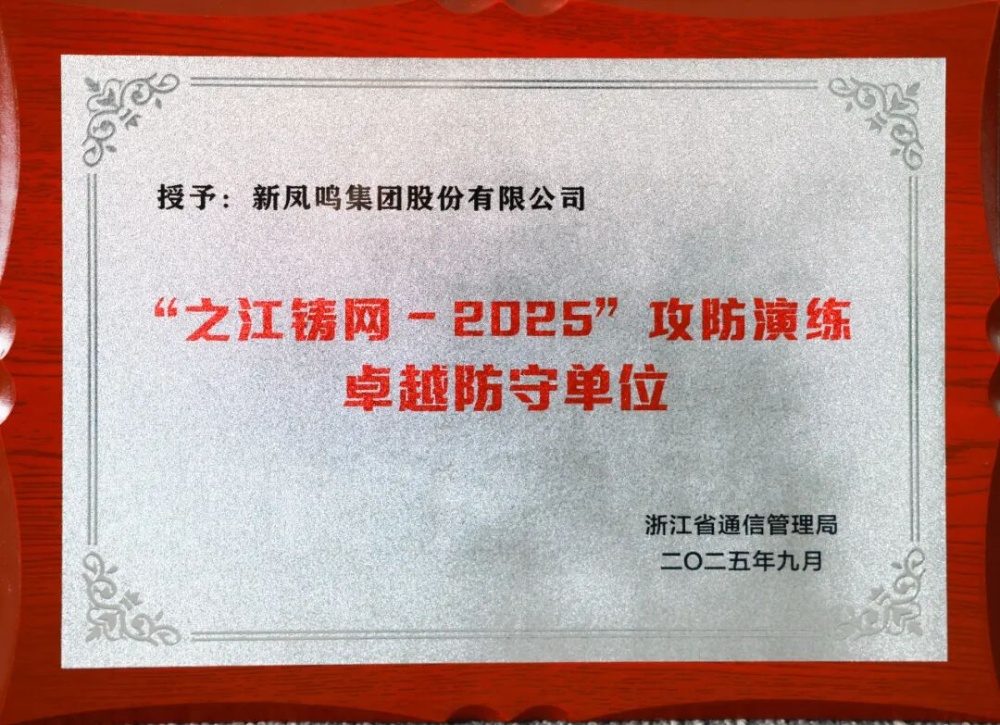 授予：新凤鸣集团股份有限公司
“之江铸网－2025”攻防演练
卓越防守单位
浙江省通信管理局
二〇二五年九月